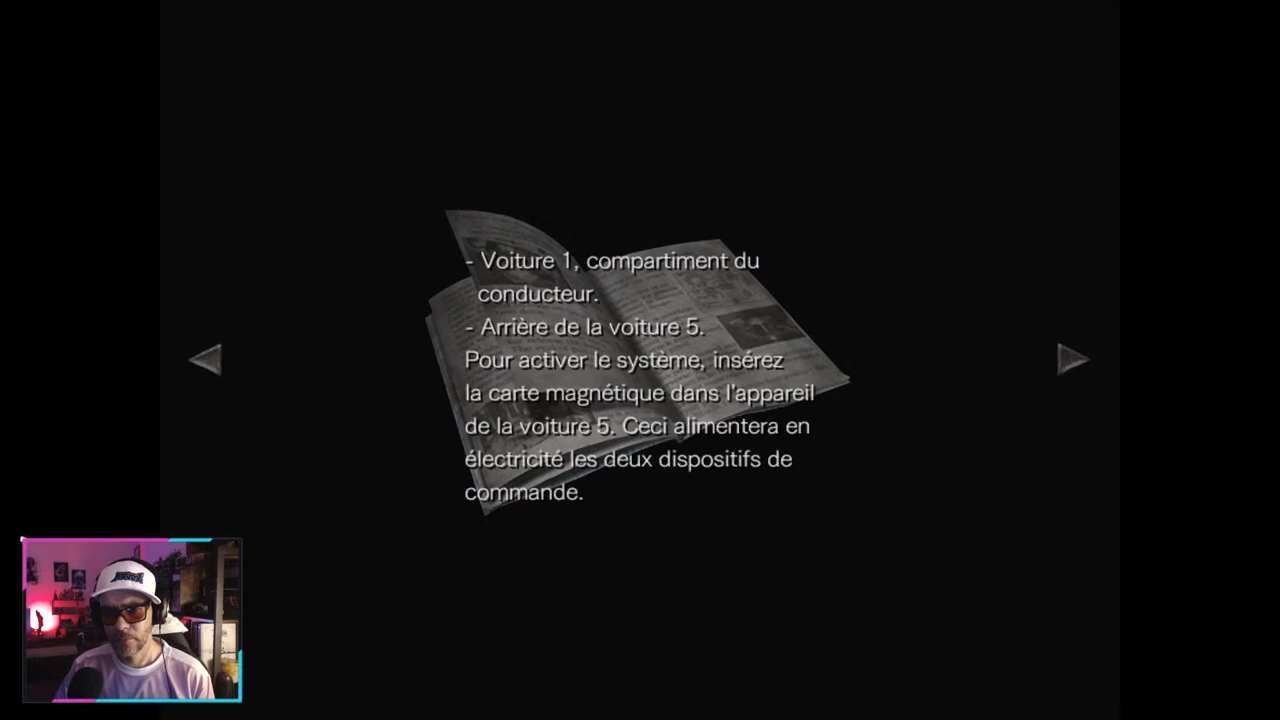 - Voiture 1, compartiment du
conducteur.
- Arrière de la voiture 5.
Pour activer le système, insérez
la carte magnétique dans l'appareil
de la voiture 5. Ceci alimentera en
électricité les deux dispositifs de
commande.